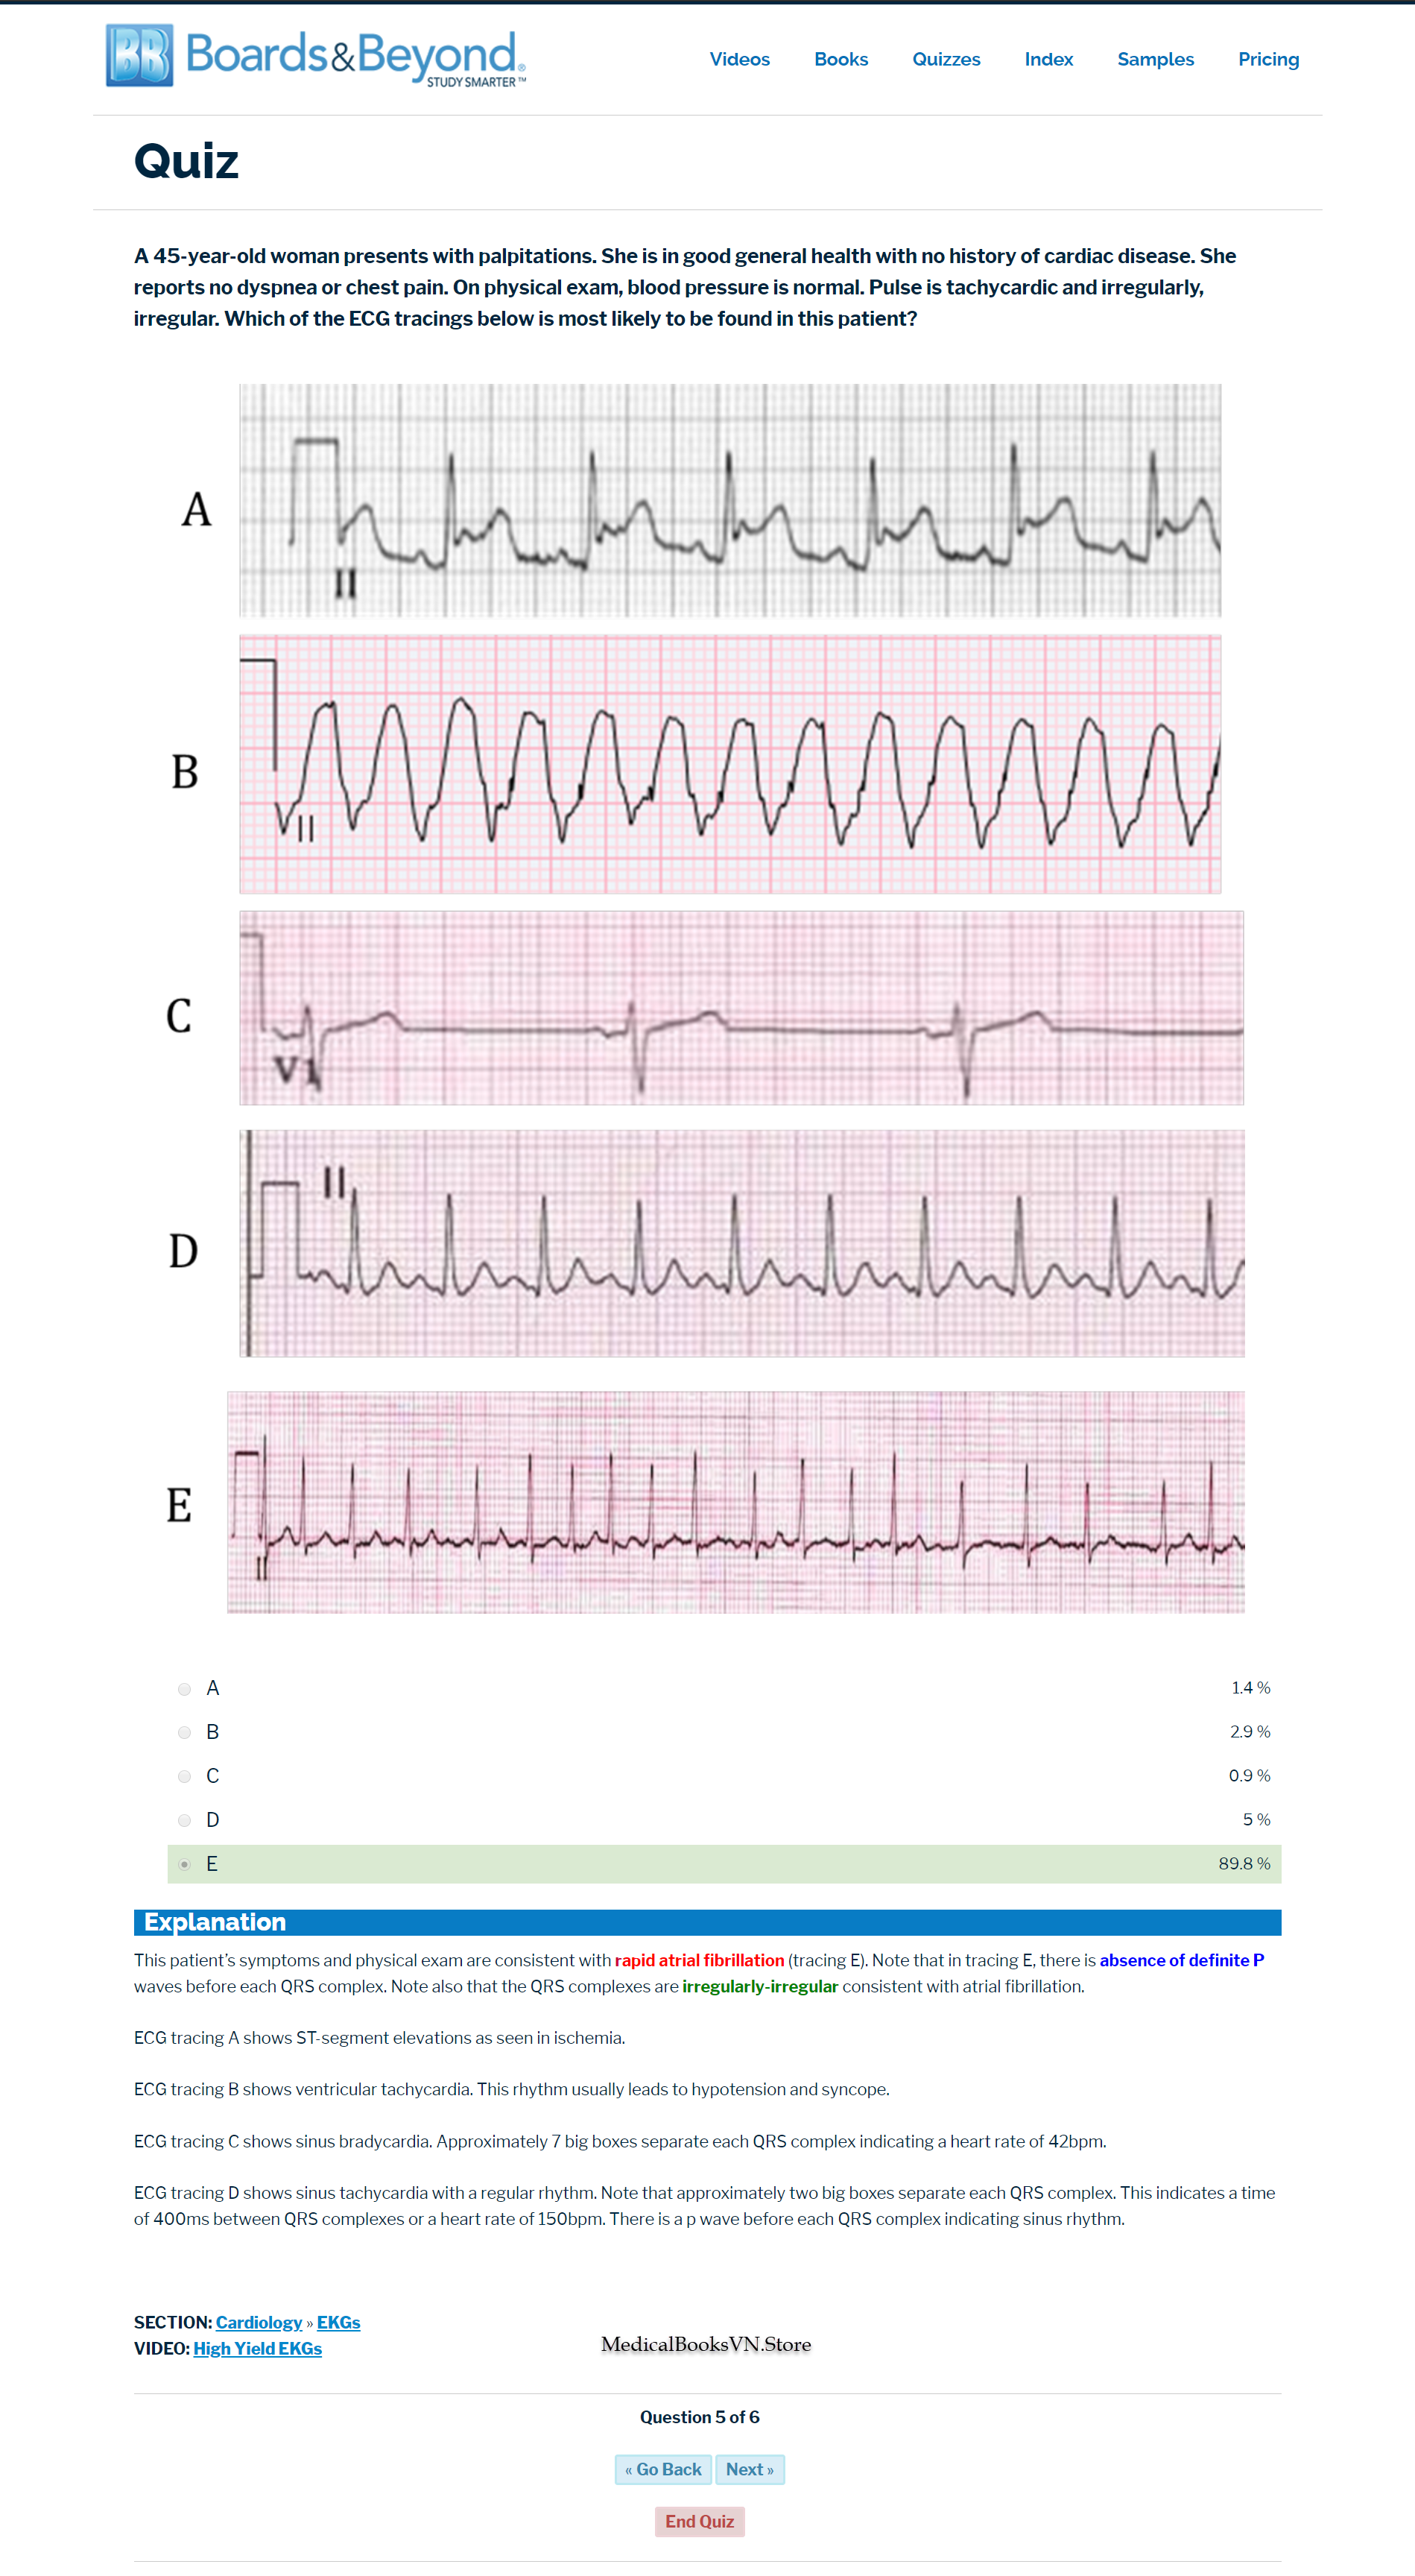 BB Boards&Beyond®
STUDY SMARTER™
Videos Books Quizzes Index Samples Pricing
Quiz
A 45-year-old woman presents with palpitations. She is in good general health with no history of cardiac disease. She
reports no dyspnea or chest pain. On physical exam, blood pressure is normal. Pulse is tachycardic and irregularly,
irregular. Which of the ECG tracings below is most likely to be found in this patient?
A
II
B
II
C
V1
D
II
E
II
A 1.4 %
B 2.9 %
C 0.9 %
D 5 %
E 89.8 %
Explanation
This patient's symptoms and physical exam are consistent with rapid atrial fibrillation (tracing E). Note that in tracing E, there is absence of definite P
waves before each QRS complex. Note also that the QRS complexes are irregularly-irregular consistent with atrial fibrillation.
ECG tracing A shows ST-segment elevations as seen in ischemia.
ECG tracing B shows ventricular tachycardia. This rhythm usually leads to hypotension and syncope.
ECG tracing C shows sinus bradycardia. Approximately 7 big boxes separate each QRS complex indicating a heart rate of 42bpm.
ECG tracing D shows sinus tachycardia with a regular rhythm. Note that approximately two big boxes separate each QRS complex. This indicates a time
of 400ms between QRS complexes or a heart rate of 150bpm. There is a p wave before each QRS complex indicating sinus rhythm.
SECTION: Cardiology » EKGs
VIDEO: High Yield EKGs
MedicalBooksVN.Store
Question 5 of 6
« Go Back Next »
End Quiz